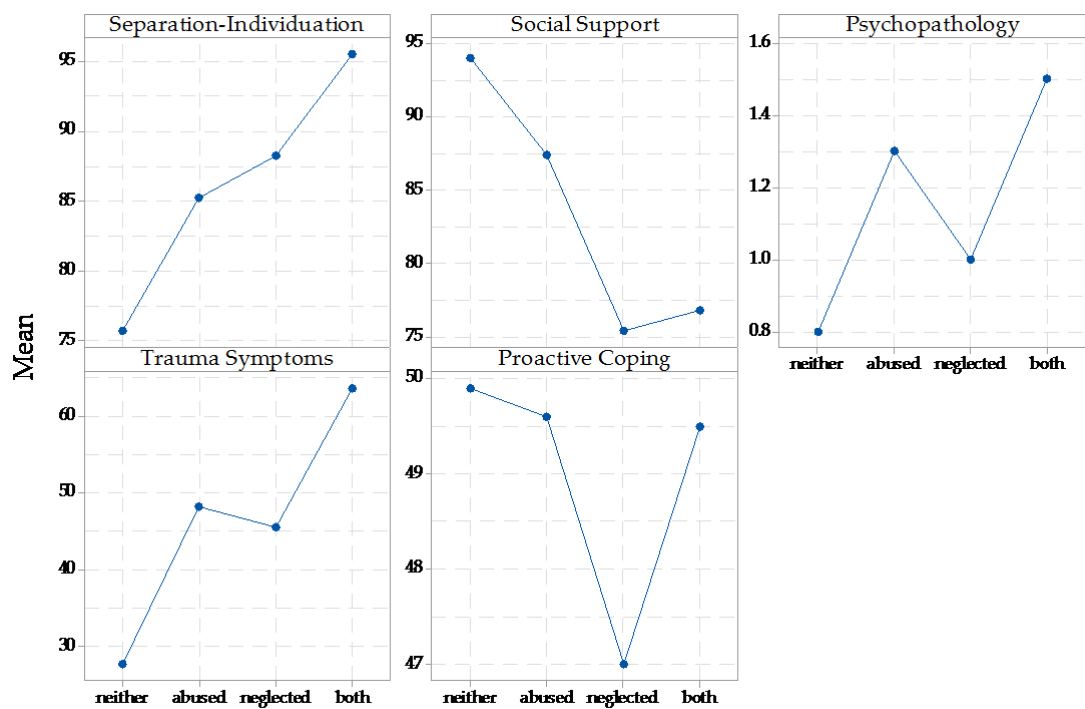 Separation-Individuation
95
90
85
80
75
Social Support
95
90
85
80
75
Psychopathology
1.6
1.4
1.2
1.0
0.8
neither abused neglected both
Mean
Trauma Symptoms
60
50
40
30
neither abused neglected both
Proactive Coping
50
49
48
47
neither abused neglected both